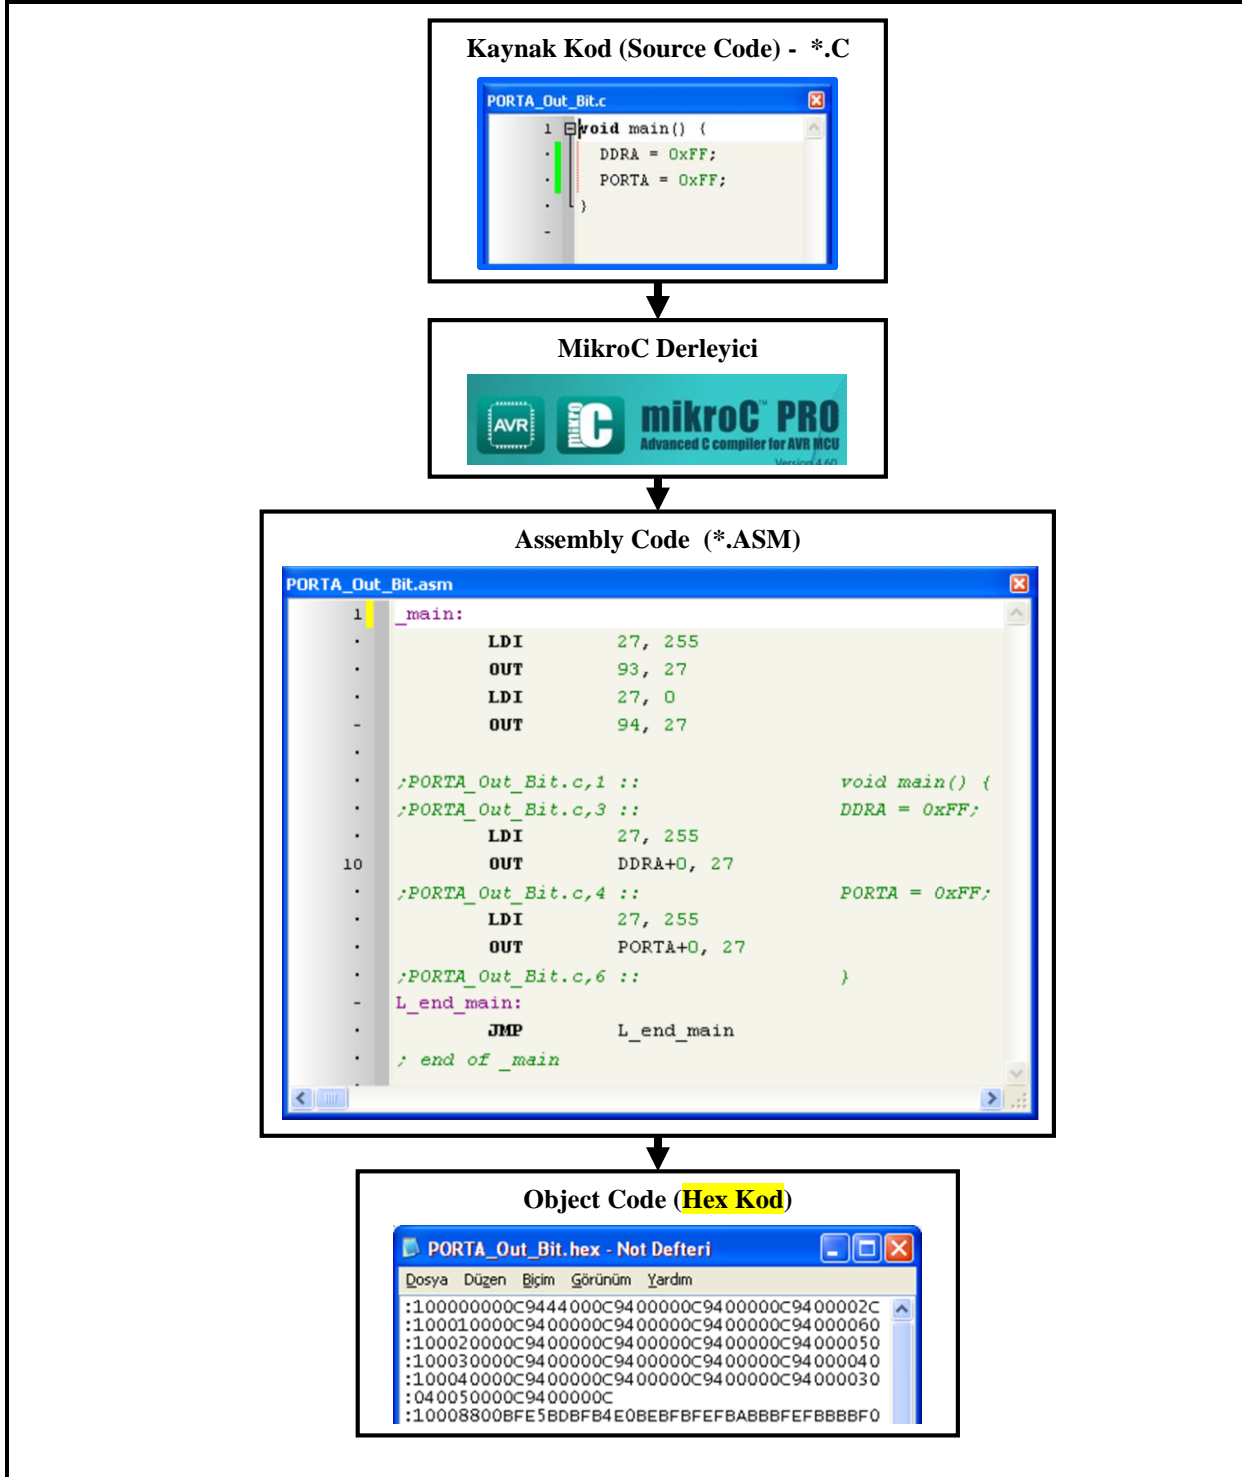 Kaynak Kod (Source Code) - *.C
PORTA_Out_Bit.c
1 void main() {
DDRA = 0xFF;
PORTA = 0xFF;
}
MikroC Derleyici
AVR mikro C mikroC™ PRO
Advanced C compiler for AVR MCU
Version 4.60
Assembly Code (*.ASM)
PORTA_Out_Bit.asm
1 _main:
LDI 27, 255
OUT 93, 27
LDI 27, 0
OUT 94, 27
;PORTA_Out_Bit.c,1 :: void main() {
;PORTA_Out_Bit.c,3 :: DDRA = 0xFF;
LDI 27, 255
10 OUT DDRA+0, 27
;PORTA_Out_Bit.c,4 :: PORTA = 0xFF;
LDI 27, 255
OUT PORTA+0, 27
;PORTA_Out_Bit.c,6 :: }
L_end_main:
JMP L_end_main
; end of _main
Object Code (Hex Kod)
PORTA_Out_Bit.hex - Not Defteri
Dosya Düzen Biçim Görünüm Yardım
:100000000C9444000C9400000C9400000C9400002C
:100010000C9400000C9400000C9400000C94000060
:100020000C9400000C9400000C9400000C94000050
:100030000C9400000C9400000C9400000C94000040
:100040000C9400000C9400000C9400000C94000030
:040050000C9400000C
:10008800BFE5BDBFB4E0BEBFBFEFBABBBFEFBBBBF0